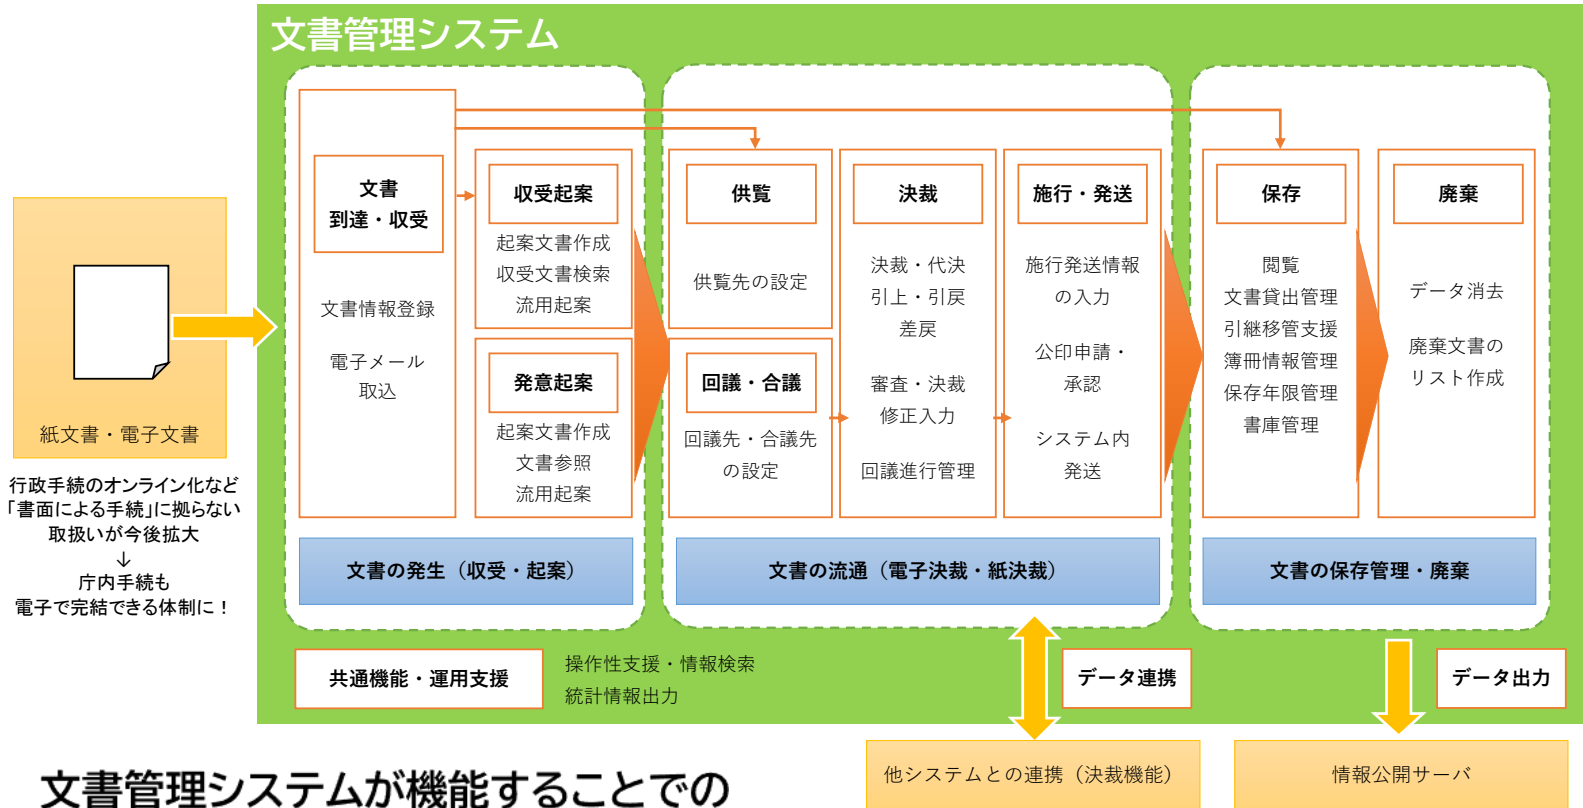 文書管理システム
文書
到達・収受
文書情報登録
電子メール
取込
収受起案
起案文書作成
収受文書検索
流用起案
発意起案
起案文書作成
文書参照
流用起案
文書の発生（収受・起案）
供覧
供覧先の設定
回議・合議
回議先・合議先
の設定
決裁
決裁・代決
引上・引戻
差戻
審査・決裁
修正入力
回議進行管理
施行・発送
施行発送情報
の入力
公印申請・
承認
システム内
発送
文書の流通（電子決裁・紙決裁）
保存
閲覧
文書貸出管理
引継移管支援
簿冊情報管理
保存年限管理
書庫管理
廃棄
データ消去
廃棄文書の
リスト作成
文書の保存管理・廃棄
紙文書・電子文書
行政手続のオンライン化など
「書面による手続」に拠らない
取扱いが今後拡大
↓
庁内手続も
電子で完結できる体制に！
共通機能・運用支援
操作性支援・情報検索
統計情報出力
データ連携
データ出力
他システムとの連携（決裁機能）
情報公開サーバ
文書管理システムが機能することでの